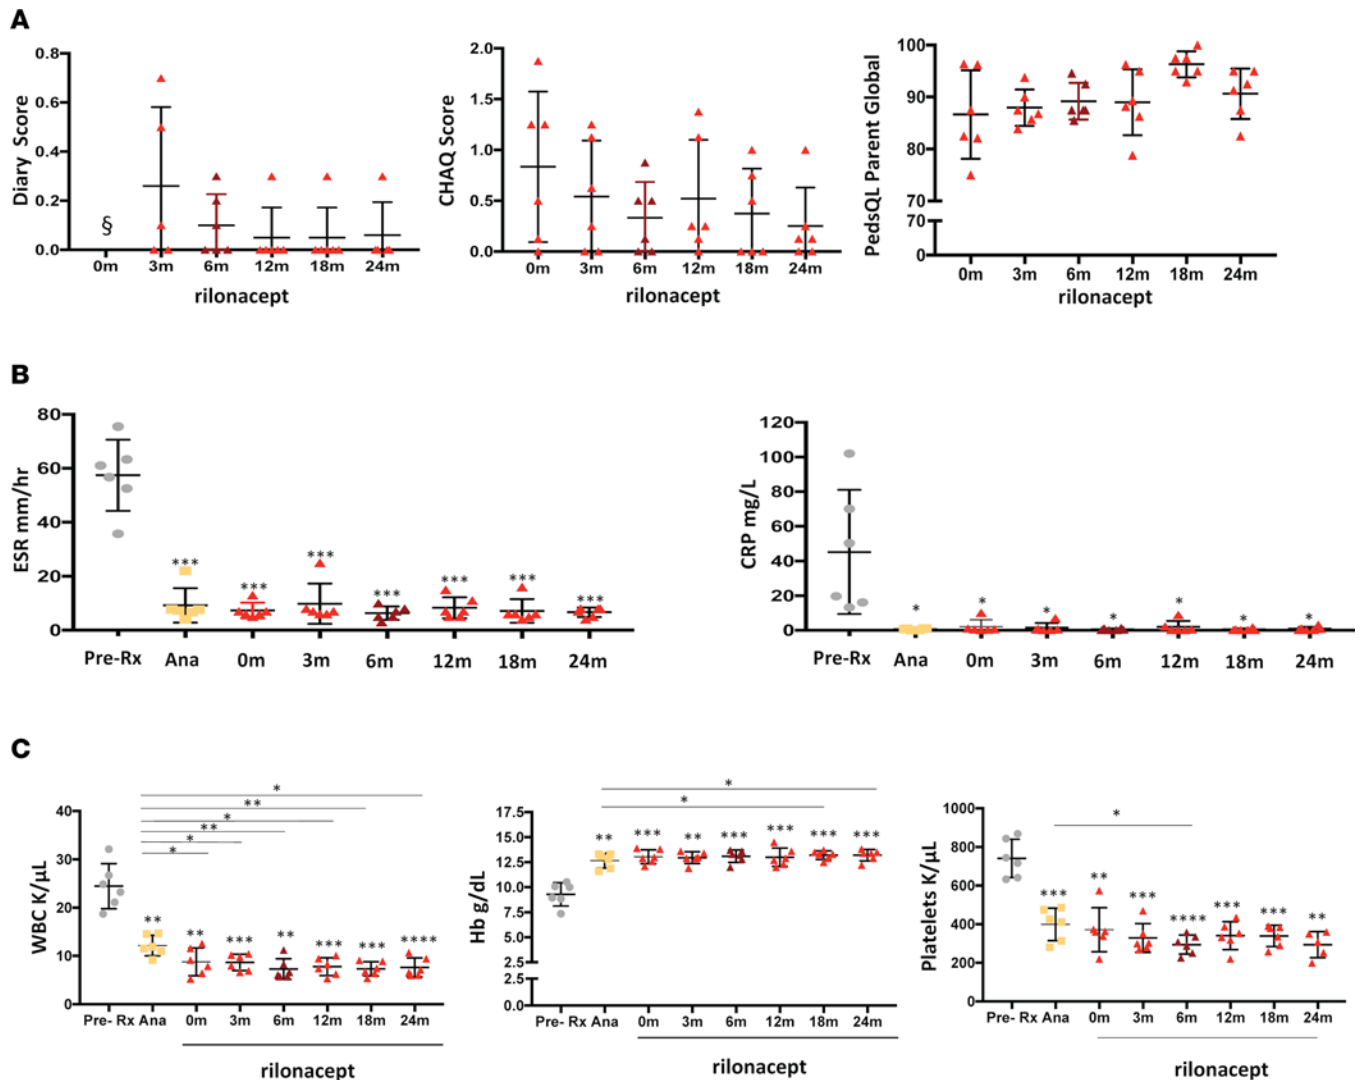 A
Diary Score
0.8
0.6
0.4
0.2
0.0
§
0m 3m 6m 12m 18m 24m
rilonacept
CHAQ Score
2.0
1.5
1.0
0.5
0.0
0m 3m 6m 12m 18m 24m
rilonacept
PedsQL Parent Global
100
90
80
70
70
0
0m 3m 6m 12m 18m 24m
rilonacept
B
ESR mm/hr
80
60
40
20
0
*** *** *** *** *** *** ***
Pre-Rx Ana 0m 3m 6m 12m 18m 24m
CRP mg/L
120
100
80
60
40
20
0
* * * * * * *
Pre-Rx Ana 0m 3m 6m 12m 18m 24m
C
WBC K/µL
40
30
20
10
0
*
**
*
**
*
*
** ** *** ** *** *** ****
Pre- Rx Ana 0m 3m 6m 12m 18m 24m
rilonacept
Hb g/dL
17.5
15.0
12.5
10.0
7.5
5.0
2.5
2.5
0.0
*
*
** *** ** *** *** *** ***
Pre- Rx Ana 0m 3m 6m 12m 18m 24m
rilonacept
Platelets K/µL
1000
800
600
400
200
0
*
*** ** *** **** *** *** **
Pre- Rx Ana 0m 3m 6m 12m 18m 24m
rilonacept